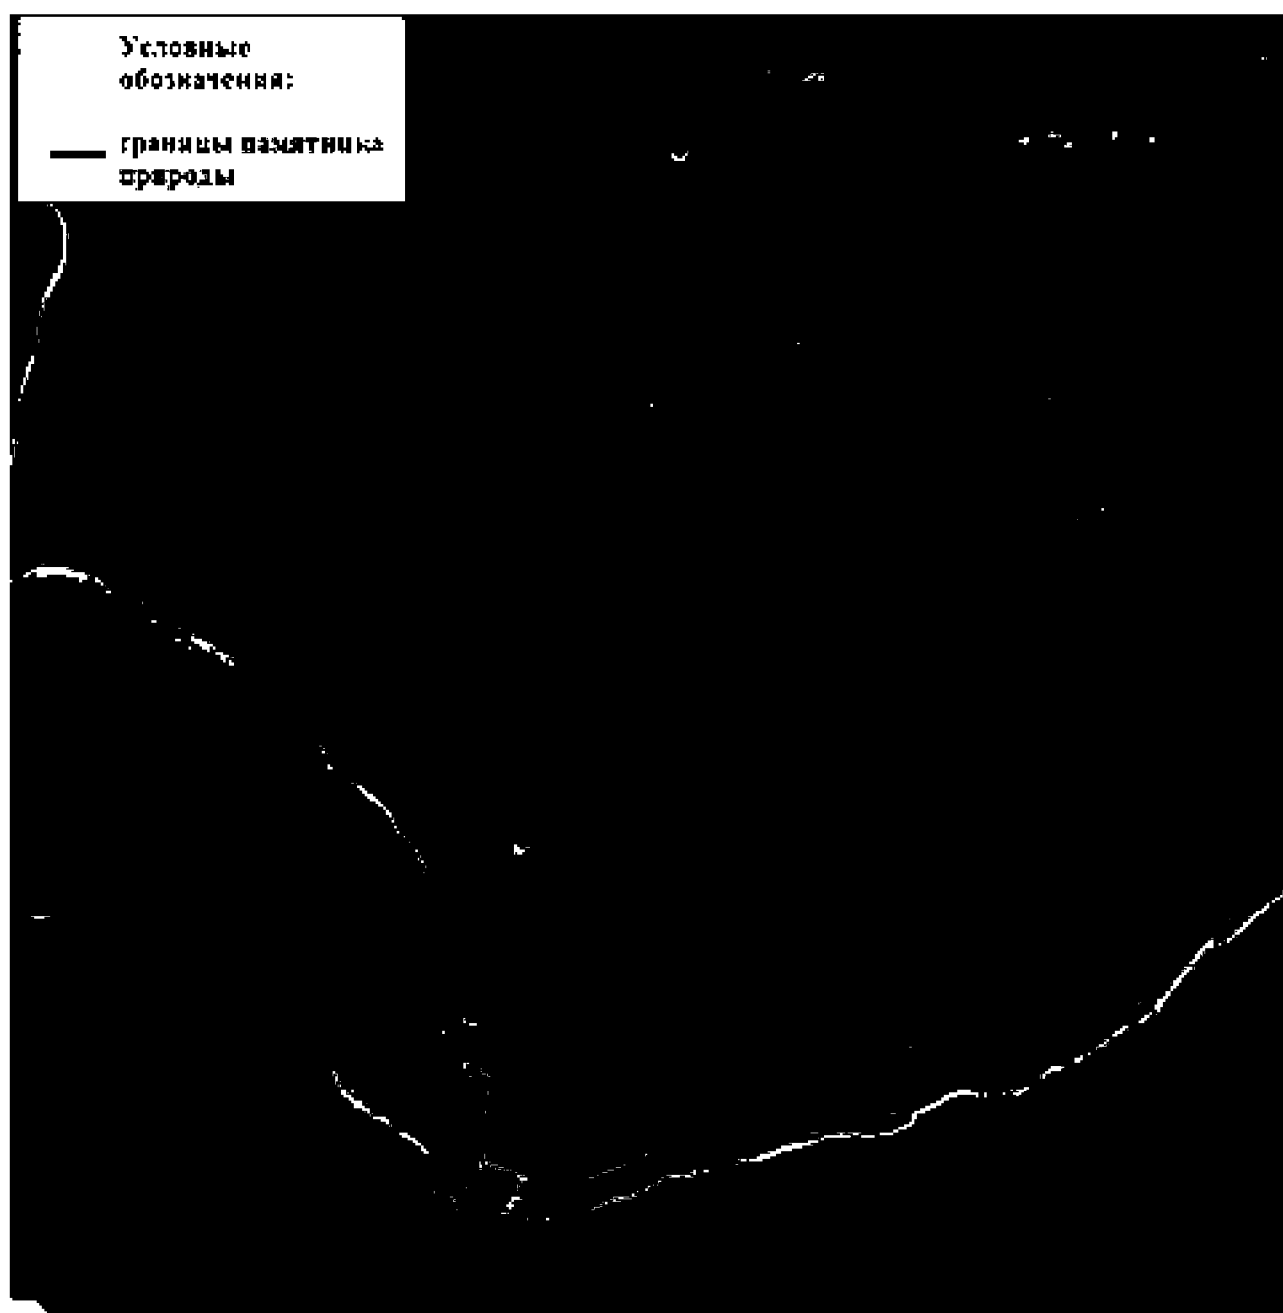 Условные
обозначения:
границы памятника
природы